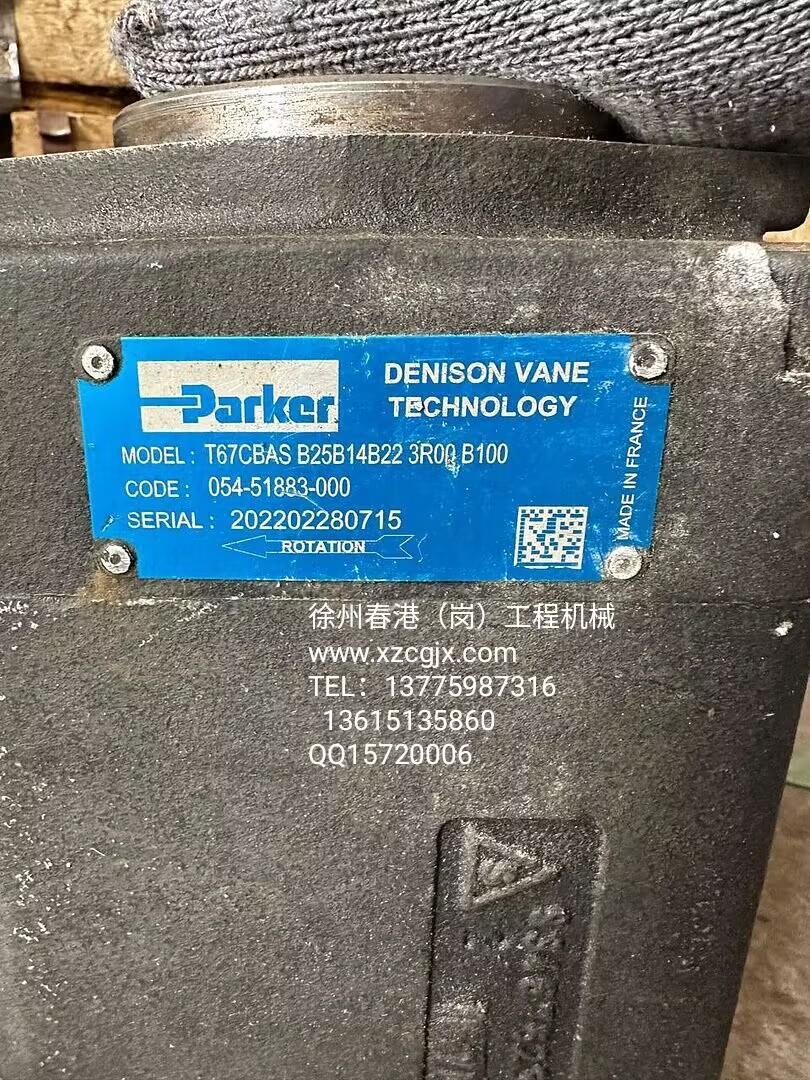 Parker
DENISON VANE
TECHNOLOGY
MODEL : T67CBAS B25B14B22 3R00 B100
CODE : 054-51883-000
SERIAL : 202202280715
ROTATION
MADE IN FRANCE
徐州春港（岗）工程机械
www.xzcgjx.com
TEL：13775987316
13615135860
QQ15720006